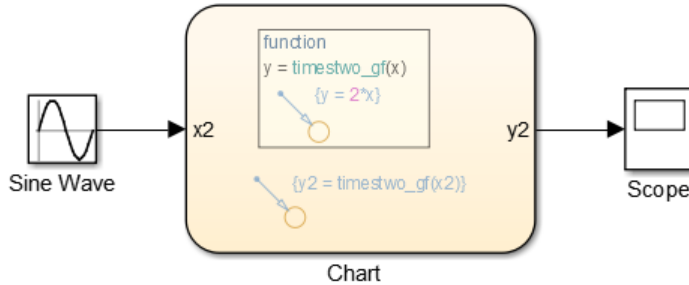 function
y = timestwo_gf(x)
{y = 2*x}
x2
y2
Sine Wave
{y2 = timestwo_gf(x2)}
Scope
Chart